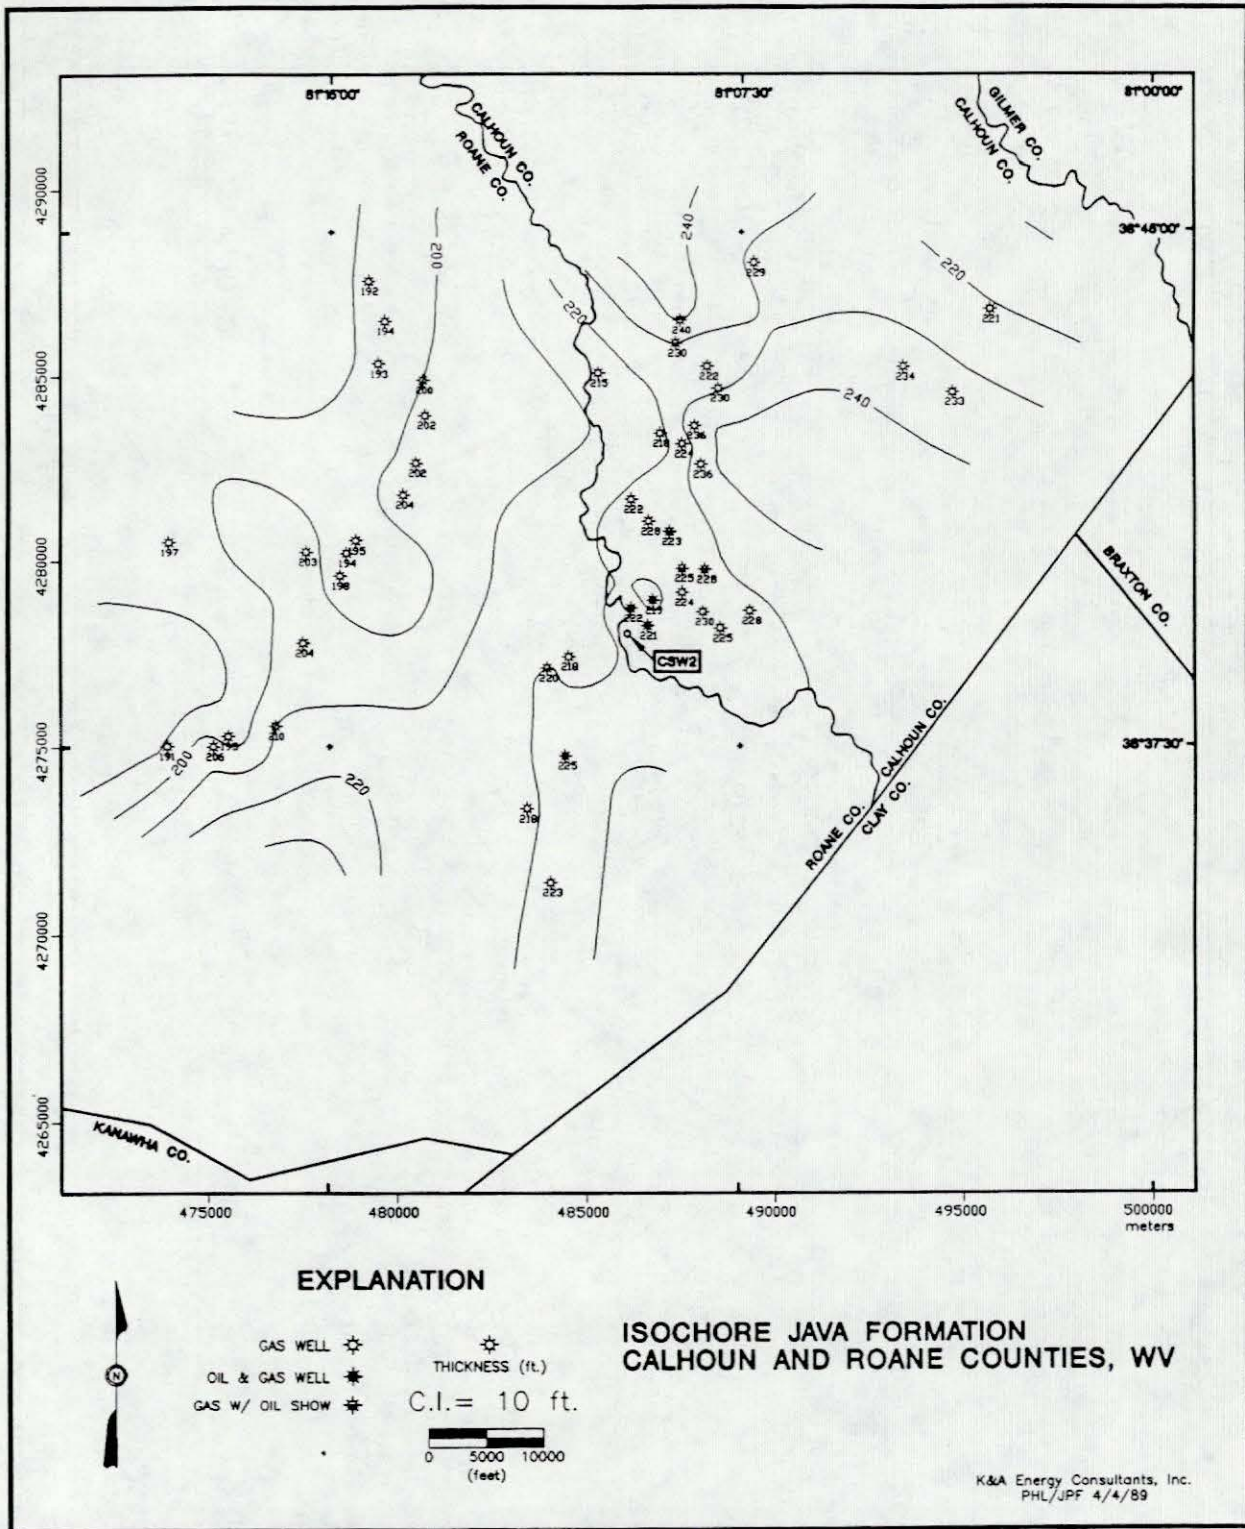 81°15'00"
81°07'30"
81°00'00"
CALHOUN CO.
ROANE CO.
GILMER CO.
CALHOUN CO.
4290000
38°45'00"
240
200
229
192
220
220
194
240
221
230
193
215
222
234
4285000
200
230
233
240
202
218
236
224
202
236
204
222
228
223
197
195
203
194
4280000
BRAXTON CO.
198
225
228
224
219
222
230
228
221
225
204
CSW2
218
220
210
CALHOUN CO.
38°37'30"
4275000
191
206
200
225
220
CLAY CO.
ROANE CO.
218
223
4270000
4265000
KANAWHA CO.
475000
480000
485000
490000
495000
500000
meters
EXPLANATION
GAS WELL
OIL & GAS WELL
GAS W/ OIL SHOW
THICKNESS (ft.)
C.I.= 10 ft.
0 5000 10000
(feet)
N
ISOCHORE JAVA FORMATION
CALHOUN AND ROANE COUNTIES, WV
K&A Energy Consultants, Inc.
PHL/JPF 4/4/89